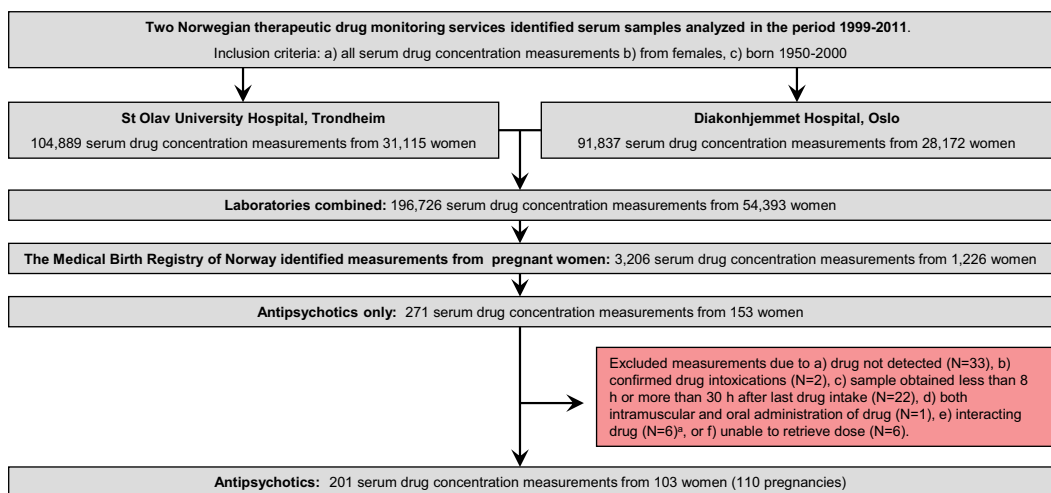 Two Norwegian therapeutic drug monitoring services identified serum samples analyzed in the period 1999-2011.
Inclusion criteria: a) all serum drug concentration measurements b) from females, c) born 1950-2000
St Olav University Hospital, Trondheim
104,889 serum drug concentration measurements from 31,115 women
Diakonhjemmet Hospital, Oslo
91,837 serum drug concentration measurements from 28,172 women
Laboratories combined: 196,726 serum drug concentration measurements from 54,393 women
The Medical Birth Registry of Norway identified measurements from pregnant women: 3,206 serum drug concentration measurements from 1,226 women
Antipsychotics only: 271 serum drug concentration measurements from 153 women
Excluded measurements due to a) drug not detected (N=33), b)
confirmed drug intoxications (N=2), c) sample obtained less than 8
h or more than 30 h after last drug intake (N=22), d) both
intramuscular and oral administration of drug (N=1), e) interacting
drug (N=6)ᵃ, or f) unable to retrieve dose (N=6).
Antipsychotics: 201 serum drug concentration measurements from 103 women (110 pregnancies)